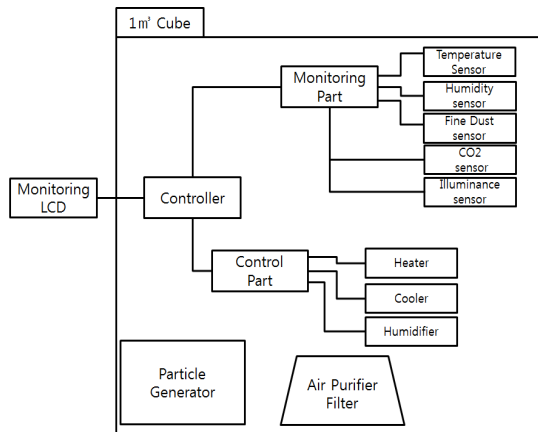 1㎥ Cube
Temperature
Sensor
Monitoring
Part
Humidity
sensor
Fine Dust
sensor
CO2
sensor
Monitoring
LCD
Controller
Illuminance
sensor
Control
Part
Heater
Cooler
Humidifier
Particle
Generator
Air Purifier
Filter